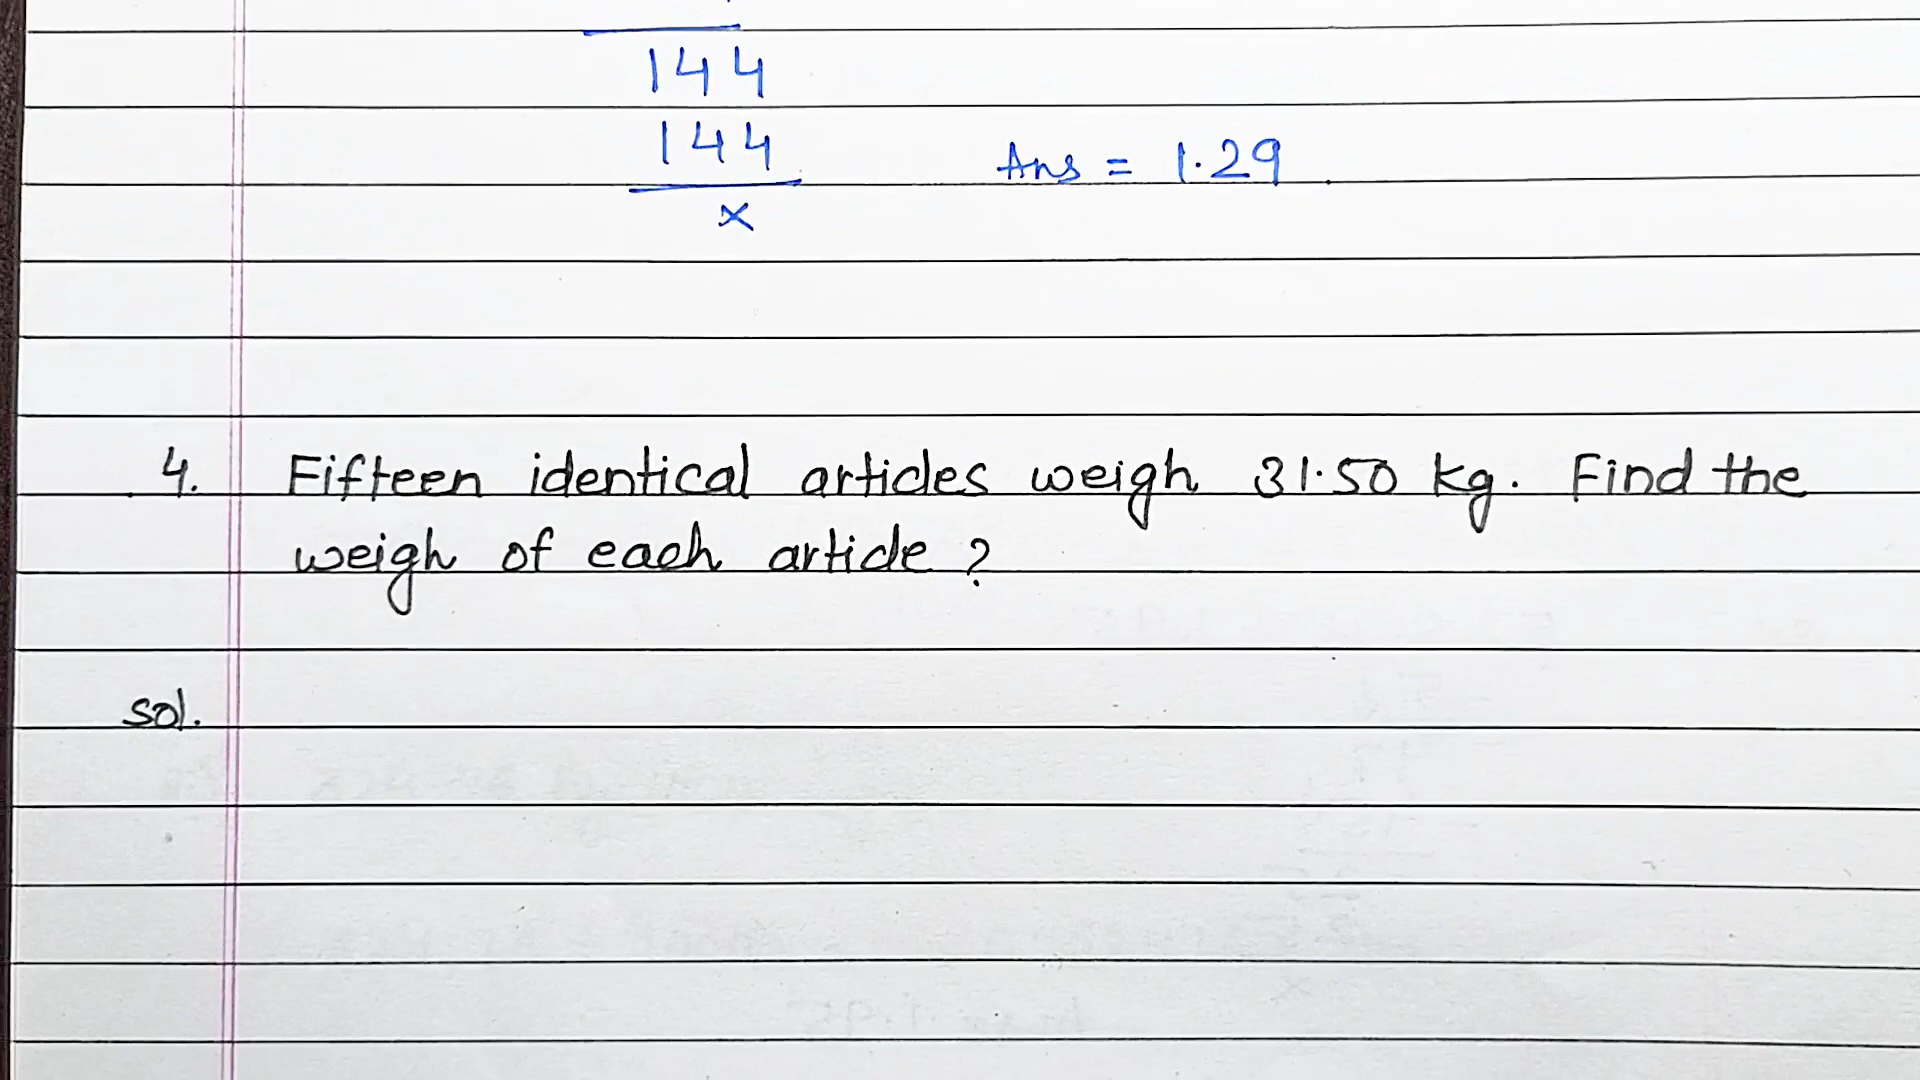 144
144
Ans = 1.29
x
4. Fifteen identical articles weigh 31.50 kg. Find the
weigh of each article?
sol.